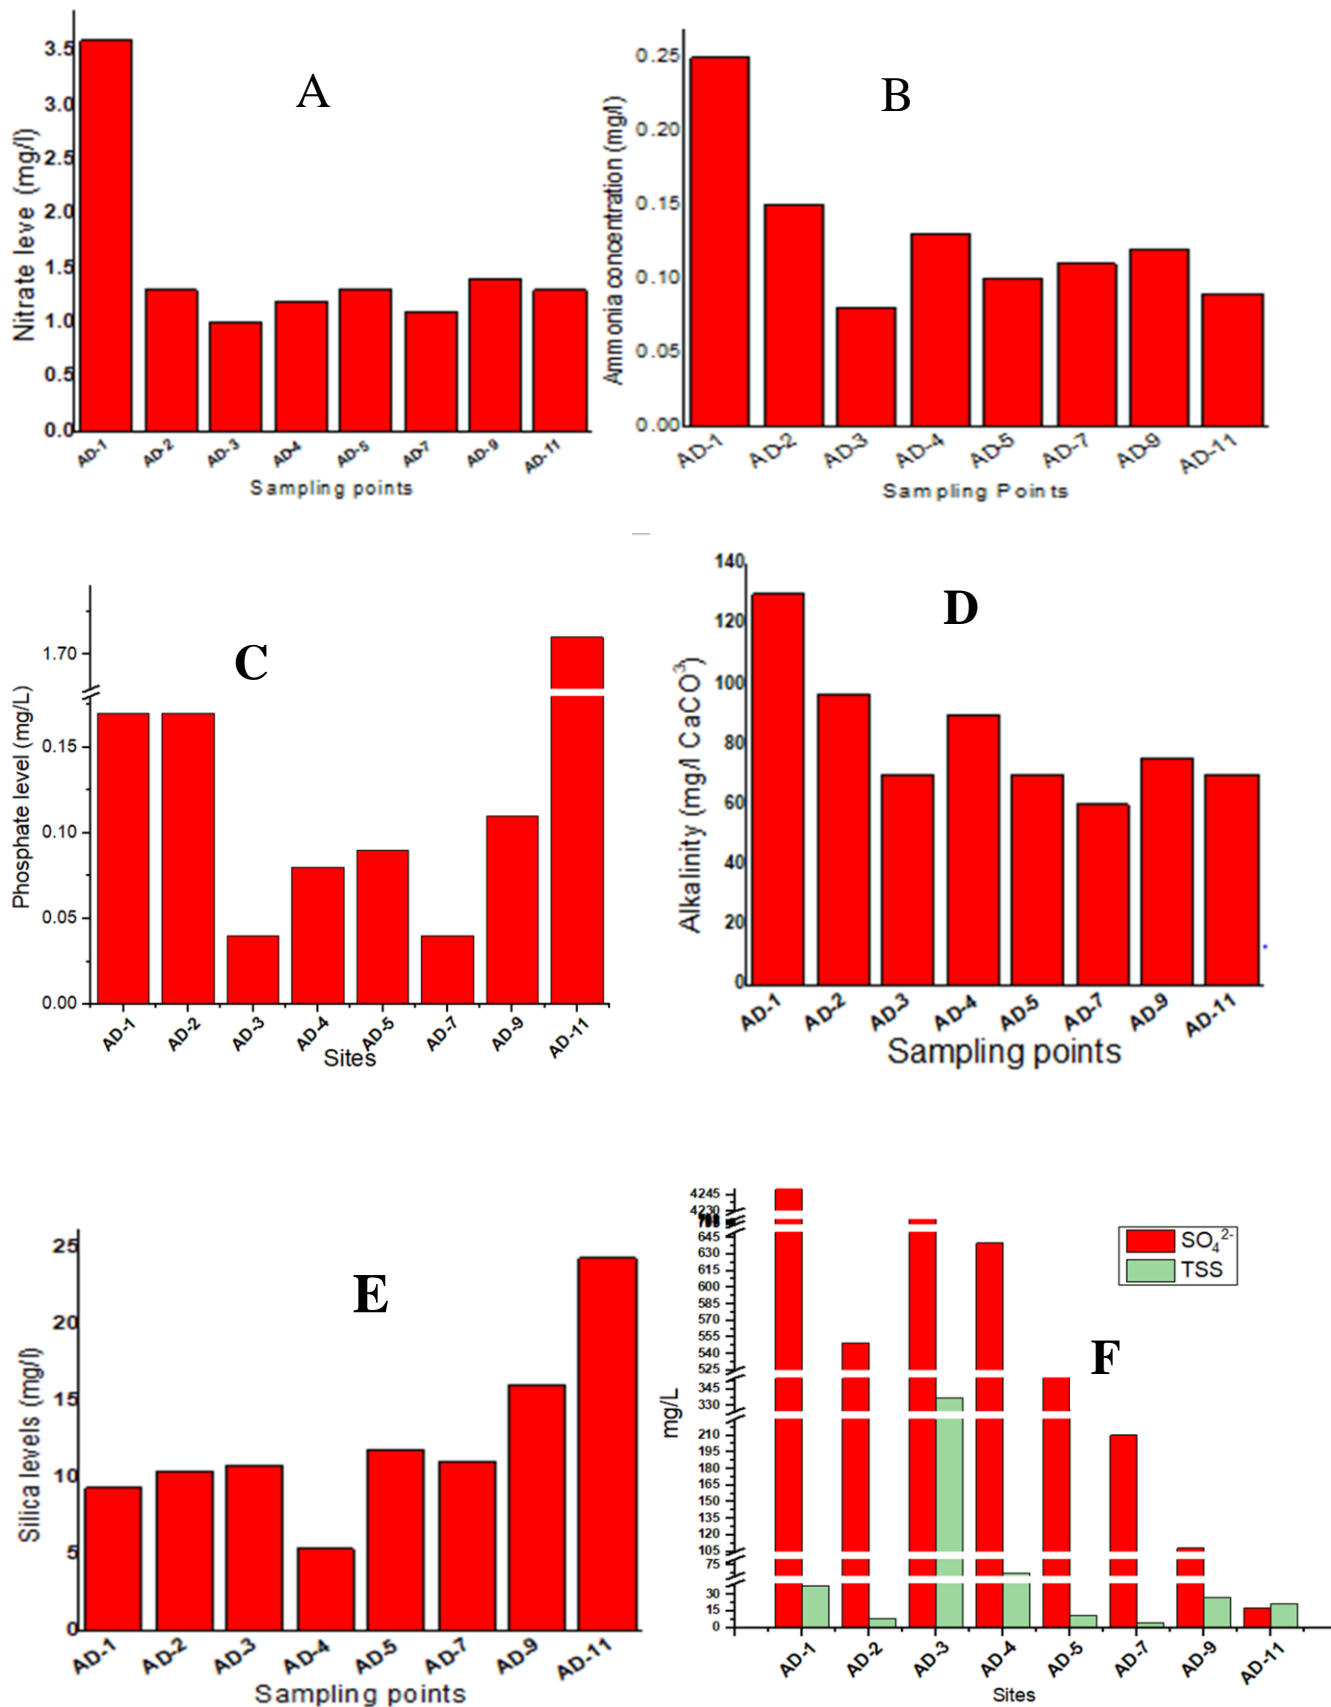 A
3.5
3.0
2.5
2.0
1.5
1.0
0.5
0.0
Nitrate leve (mg/l)
AD-1 AD-2 AD-3 AD-4 AD-5 AD-7 AD-9 AD-11
Sampling points
B
0.25
0.20
0.15
0.10
0.05
0.00
Ammonia concentration (mg/l)
AD-1 AD-2 AD-3 AD-4 AD-5 AD-7 AD-9 AD-11
Sampling Points
C
1.70
0.15
0.10
0.05
0.00
Phosphate level (mg/L)
AD-1 AD-2 AD-3 AD-4 AD-5 AD-7 AD-9 AD-11
Sites
D
140
120
100
80
60
40
20
0
Alkalinity (mg/l CaCO³)
AD-1 AD-2 AD-3 AD-4 AD-5 AD-7 AD-9 AD-11
Sampling points
E
25
20
15
10
5
0
Silica levels (mg/l)
AD-1 AD-2 AD-3 AD-4 AD-5 AD-7 AD-9 AD-11
Sampling points
F
SO₄²⁻
TSS
4245
4230
645
630
615
600
585
570
555
540
525
345
330
210
195
180
165
150
135
120
105
75
30
15
0
mg/L
AD-1 AD-2 AD-3 AD-4 AD-5 AD-7 AD-9 AD-11
Sites